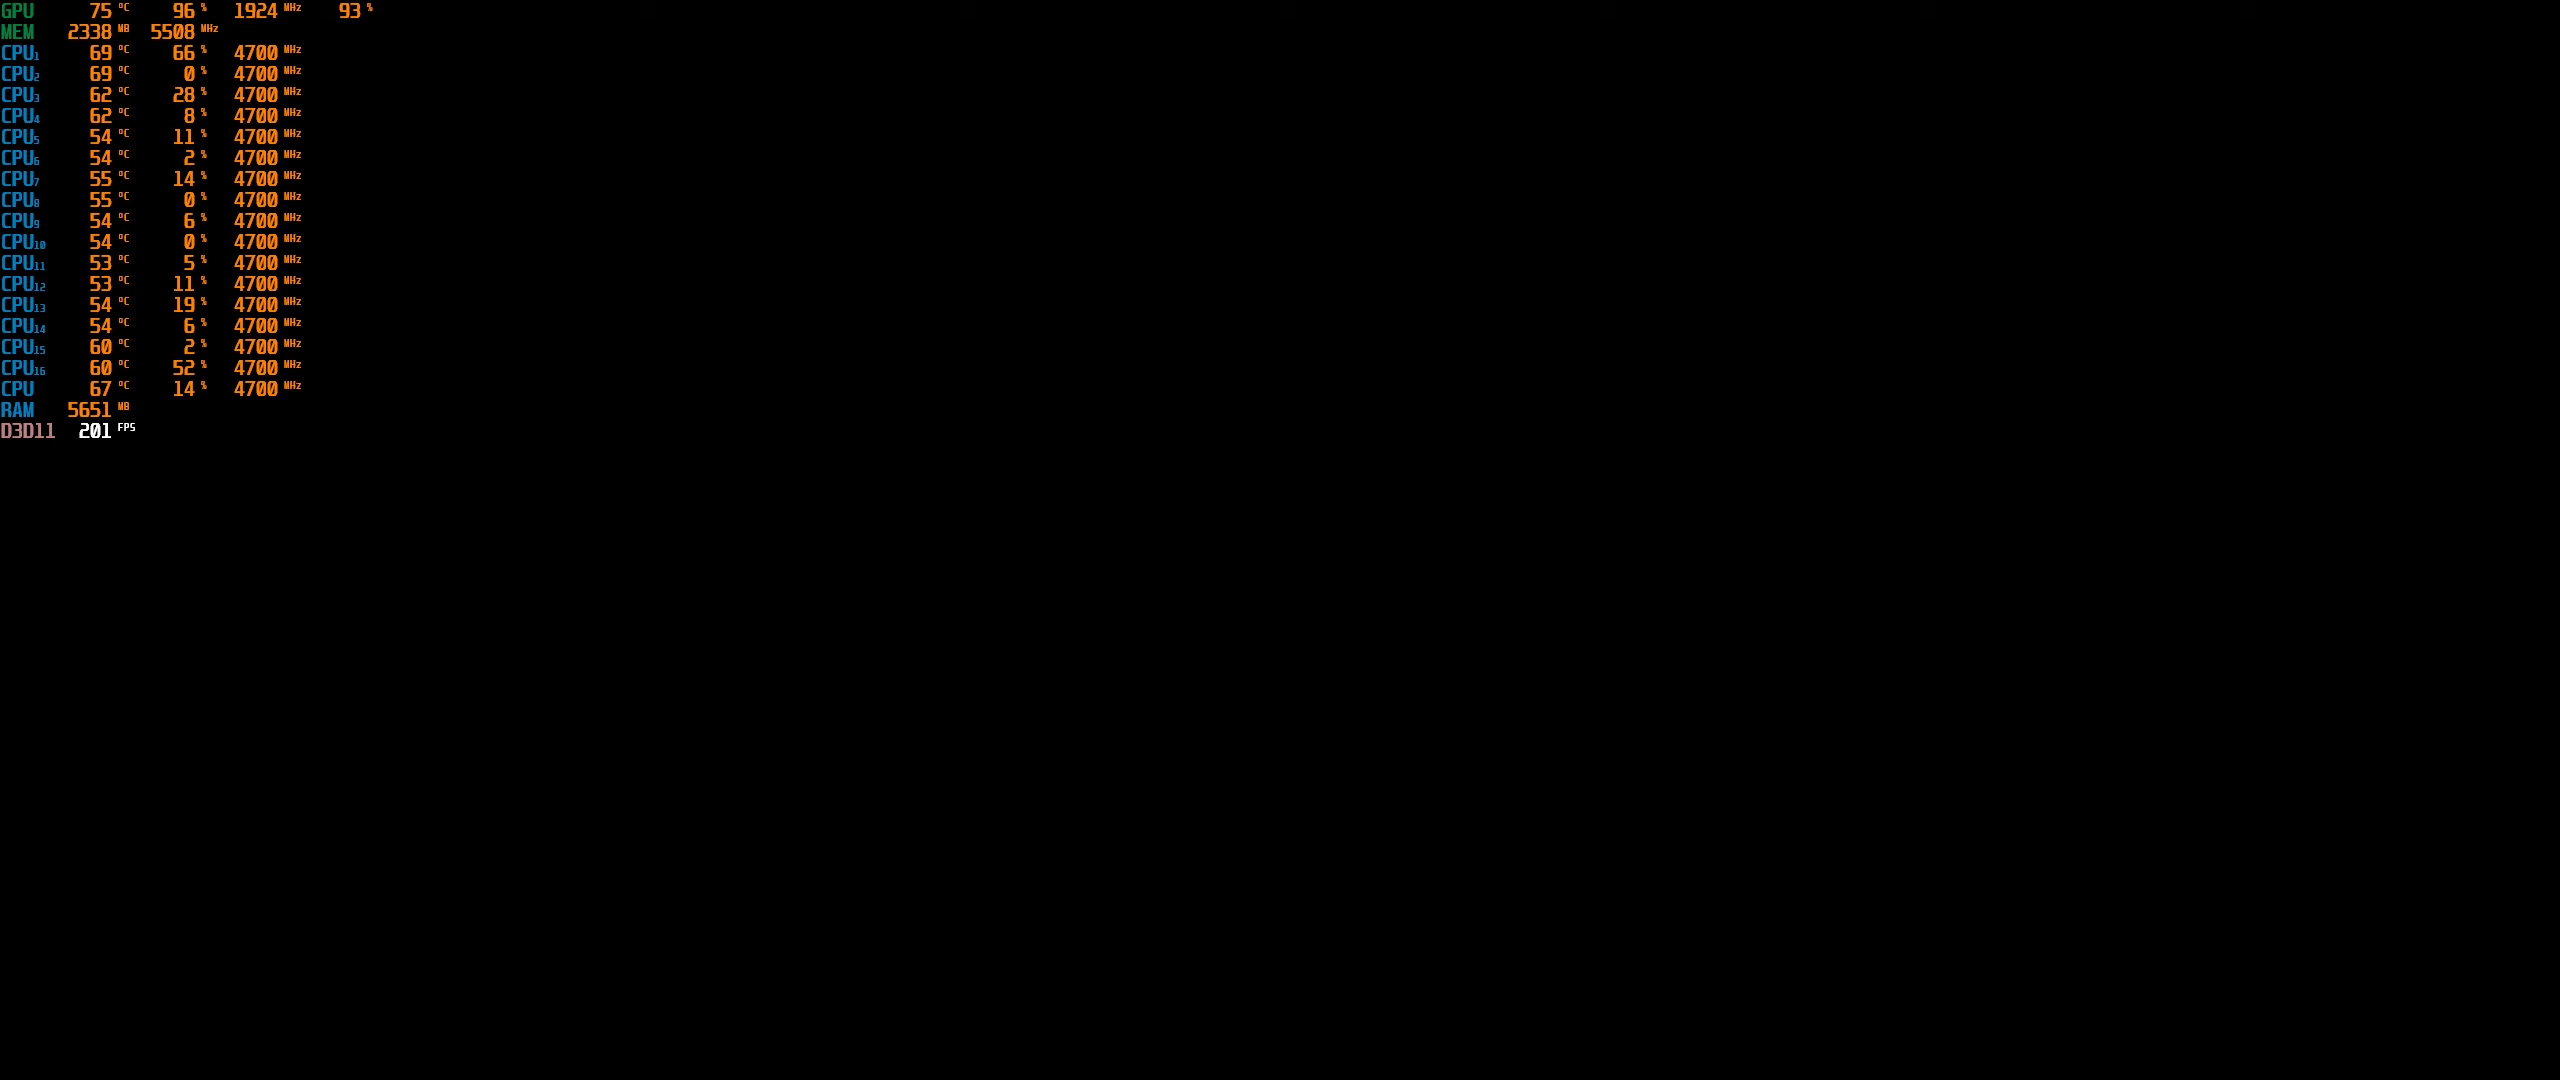 GPU 75 °C 96 % 1924 MHz 93 %
MEM 2338 MB 5508 MHz
CPU1 69 °C 66 % 4700 MHz
CPU2 69 °C 0 % 4700 MHz
CPU3 62 °C 28 % 4700 MHz
CPU4 62 °C 8 % 4700 MHz
CPU5 54 °C 11 % 4700 MHz
CPU6 54 °C 2 % 4700 MHz
CPU7 55 °C 14 % 4700 MHz
CPU8 55 °C 0 % 4700 MHz
CPU9 54 °C 6 % 4700 MHz
CPU10 54 °C 0 % 4700 MHz
CPU11 53 °C 5 % 4700 MHz
CPU12 53 °C 11 % 4700 MHz
CPU13 54 °C 19 % 4700 MHz
CPU14 54 °C 6 % 4700 MHz
CPU15 60 °C 2 % 4700 MHz
CPU16 60 °C 52 % 4700 MHz
CPU 67 °C 14 % 4700 MHz
RAM 5651 MB
D3D11 201 FPS